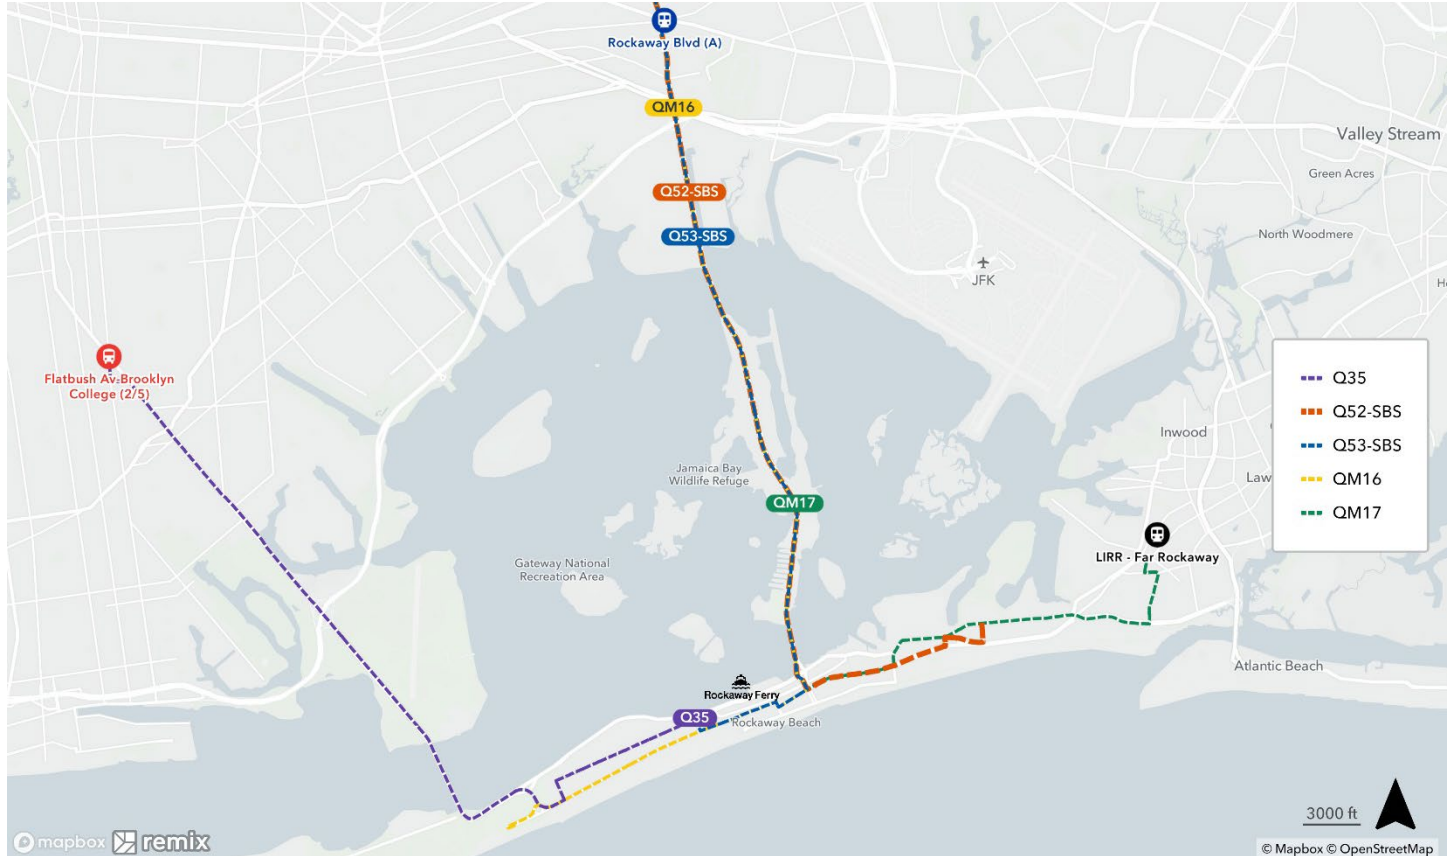 Rockaway Blvd (A)
QM16
Valley Stream
Green Acres
Q52-SBS
Q53-SBS
North Woodmere
JFK
Flatbush Av-Brooklyn
College (2/5)
Q35
Q52-SBS
Q53-SBS
QM16
QM17
Inwood
Law
Jamaica Bay
Wildlife Refuge
QM17
LIRR - Far Rockaway
Gateway National
Recreation Area
Atlantic Beach
Rockaway Ferry
Q35
Rockaway Beach
3000 ft
mapbox remix
© Mapbox © OpenStreetMap